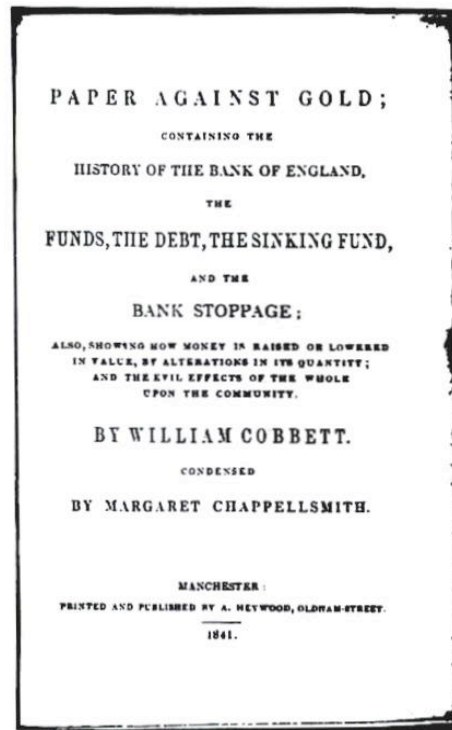 PAPER AGAINST GOLD;
CONTAINING THE
HISTORY OF THE BANK OF ENGLAND,
THE
FUNDS, THE DEBT, THE SINKING FUND,
AND THE
BANK STOPPAGE;
ALSO, SHOWING HOW MONEY IS RAISED OR LOWERED
IN VALUE, BY ALTERATIONS IN ITS QUANTITY;
AND THE EVIL EFFECTS OF THE WHOLE
UPON THE COMMUNITY.
BY WILLIAM COBBETT.
CONDENSED
BY MARGARET CHAPPELLSMITH.
MANCHESTER:
PRINTED AND PUBLISHED BY A. HEYWOOD, OLDHAM-STREET.
1841.